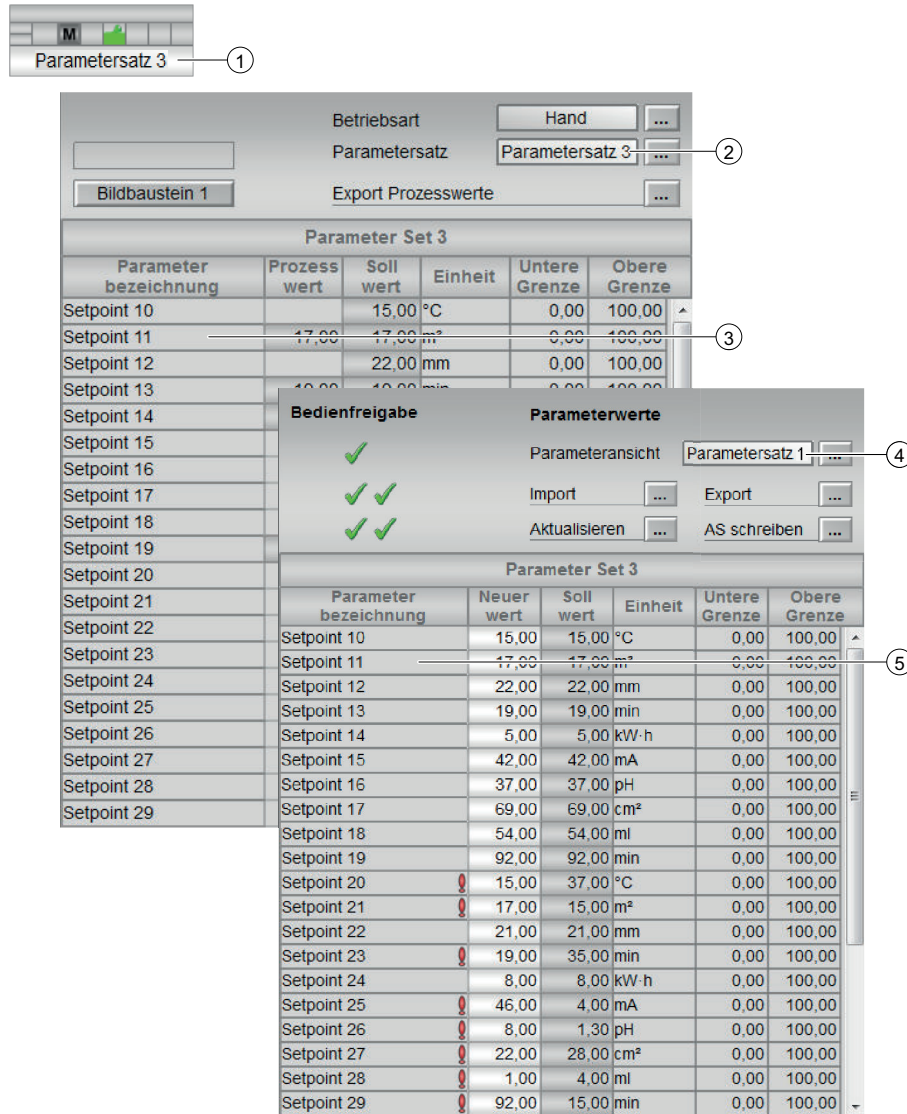 M
Parametersatz 3
1
Betriebsart Hand ...
Parametersatz Parametersatz 3 ...
2
Bildbaustein 1 Export Prozesswerte ...
Parameter Set 3
Parameter bezeichnung Prozess wert Soll wert Einheit Untere Grenze Obere Grenze
Setpoint 10 15,00 °C 0,00 100,00
Setpoint 11 17,00 17,00 m² 0,00 100,00
3
Setpoint 12 22,00 mm 0,00 100,00
Setpoint 13 19,00 19,00 min 0,00 100,00
Setpoint 14
Setpoint 15
Setpoint 16
Setpoint 17
Setpoint 18
Setpoint 19
Setpoint 20
Setpoint 21
Setpoint 22
Setpoint 23
Setpoint 24
Setpoint 25
Setpoint 26
Setpoint 27
Setpoint 28
Setpoint 29
Bedienfreigabe Parameterwerte
Parameteransicht Parametersatz 1 ...
4
Import ... Export ...
Aktualisieren ... AS schreiben ...
Parameter Set 3
Parameter bezeichnung Neuer wert Soll wert Einheit Untere Grenze Obere Grenze
Setpoint 10 15,00 15,00 °C 0,00 100,00
Setpoint 11 17,00 17,00 m² 0,00 100,00
5
Setpoint 12 22,00 22,00 mm 0,00 100,00
Setpoint 13 19,00 19,00 min 0,00 100,00
Setpoint 14 5,00 5,00 kW·h 0,00 100,00
Setpoint 15 42,00 42,00 mA 0,00 100,00
Setpoint 16 37,00 37,00 pH 0,00 100,00
Setpoint 17 69,00 69,00 cm² 0,00 100,00
Setpoint 18 54,00 54,00 ml 0,00 100,00
Setpoint 19 92,00 92,00 min 0,00 100,00
Setpoint 20 15,00 37,00 °C 0,00 100,00
Setpoint 21 17,00 15,00 m² 0,00 100,00
Setpoint 22 21,00 21,00 mm 0,00 100,00
Setpoint 23 19,00 35,00 min 0,00 100,00
Setpoint 24 8,00 8,00 kW·h 0,00 100,00
Setpoint 25 46,00 4,00 mA 0,00 100,00
Setpoint 26 8,00 1,30 pH 0,00 100,00
Setpoint 27 22,00 28,00 cm² 0,00 100,00
Setpoint 28 1,00 4,00 ml 0,00 100,00
Setpoint 29 92,00 15,00 min 0,00 100,00